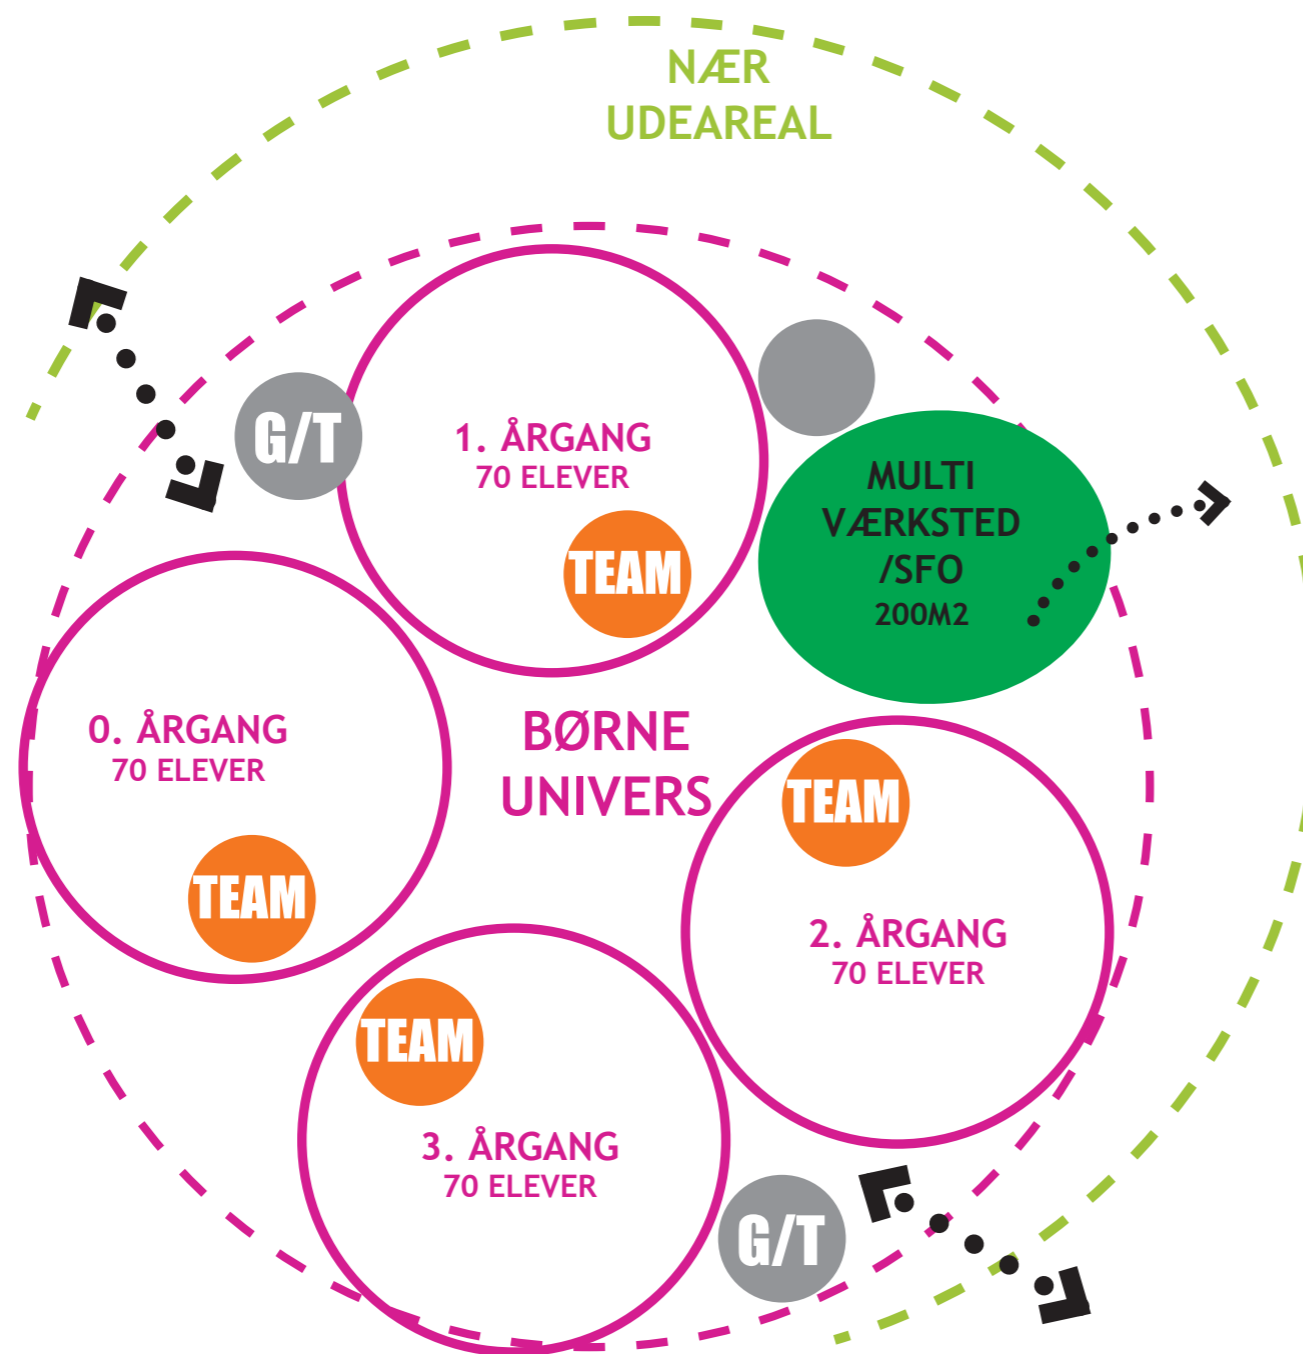 NÆR
UDEAREAL
G/T
1. ÅRGANG
70 ELEVER
TEAM
MULTI
VÆRKSTED
/SFO
200M2
0. ÅRGANG
70 ELEVER
TEAM
BØRNE
UNIVERS
TEAM
2. ÅRGANG
70 ELEVER
TEAM
3. ÅRGANG
70 ELEVER
G/T